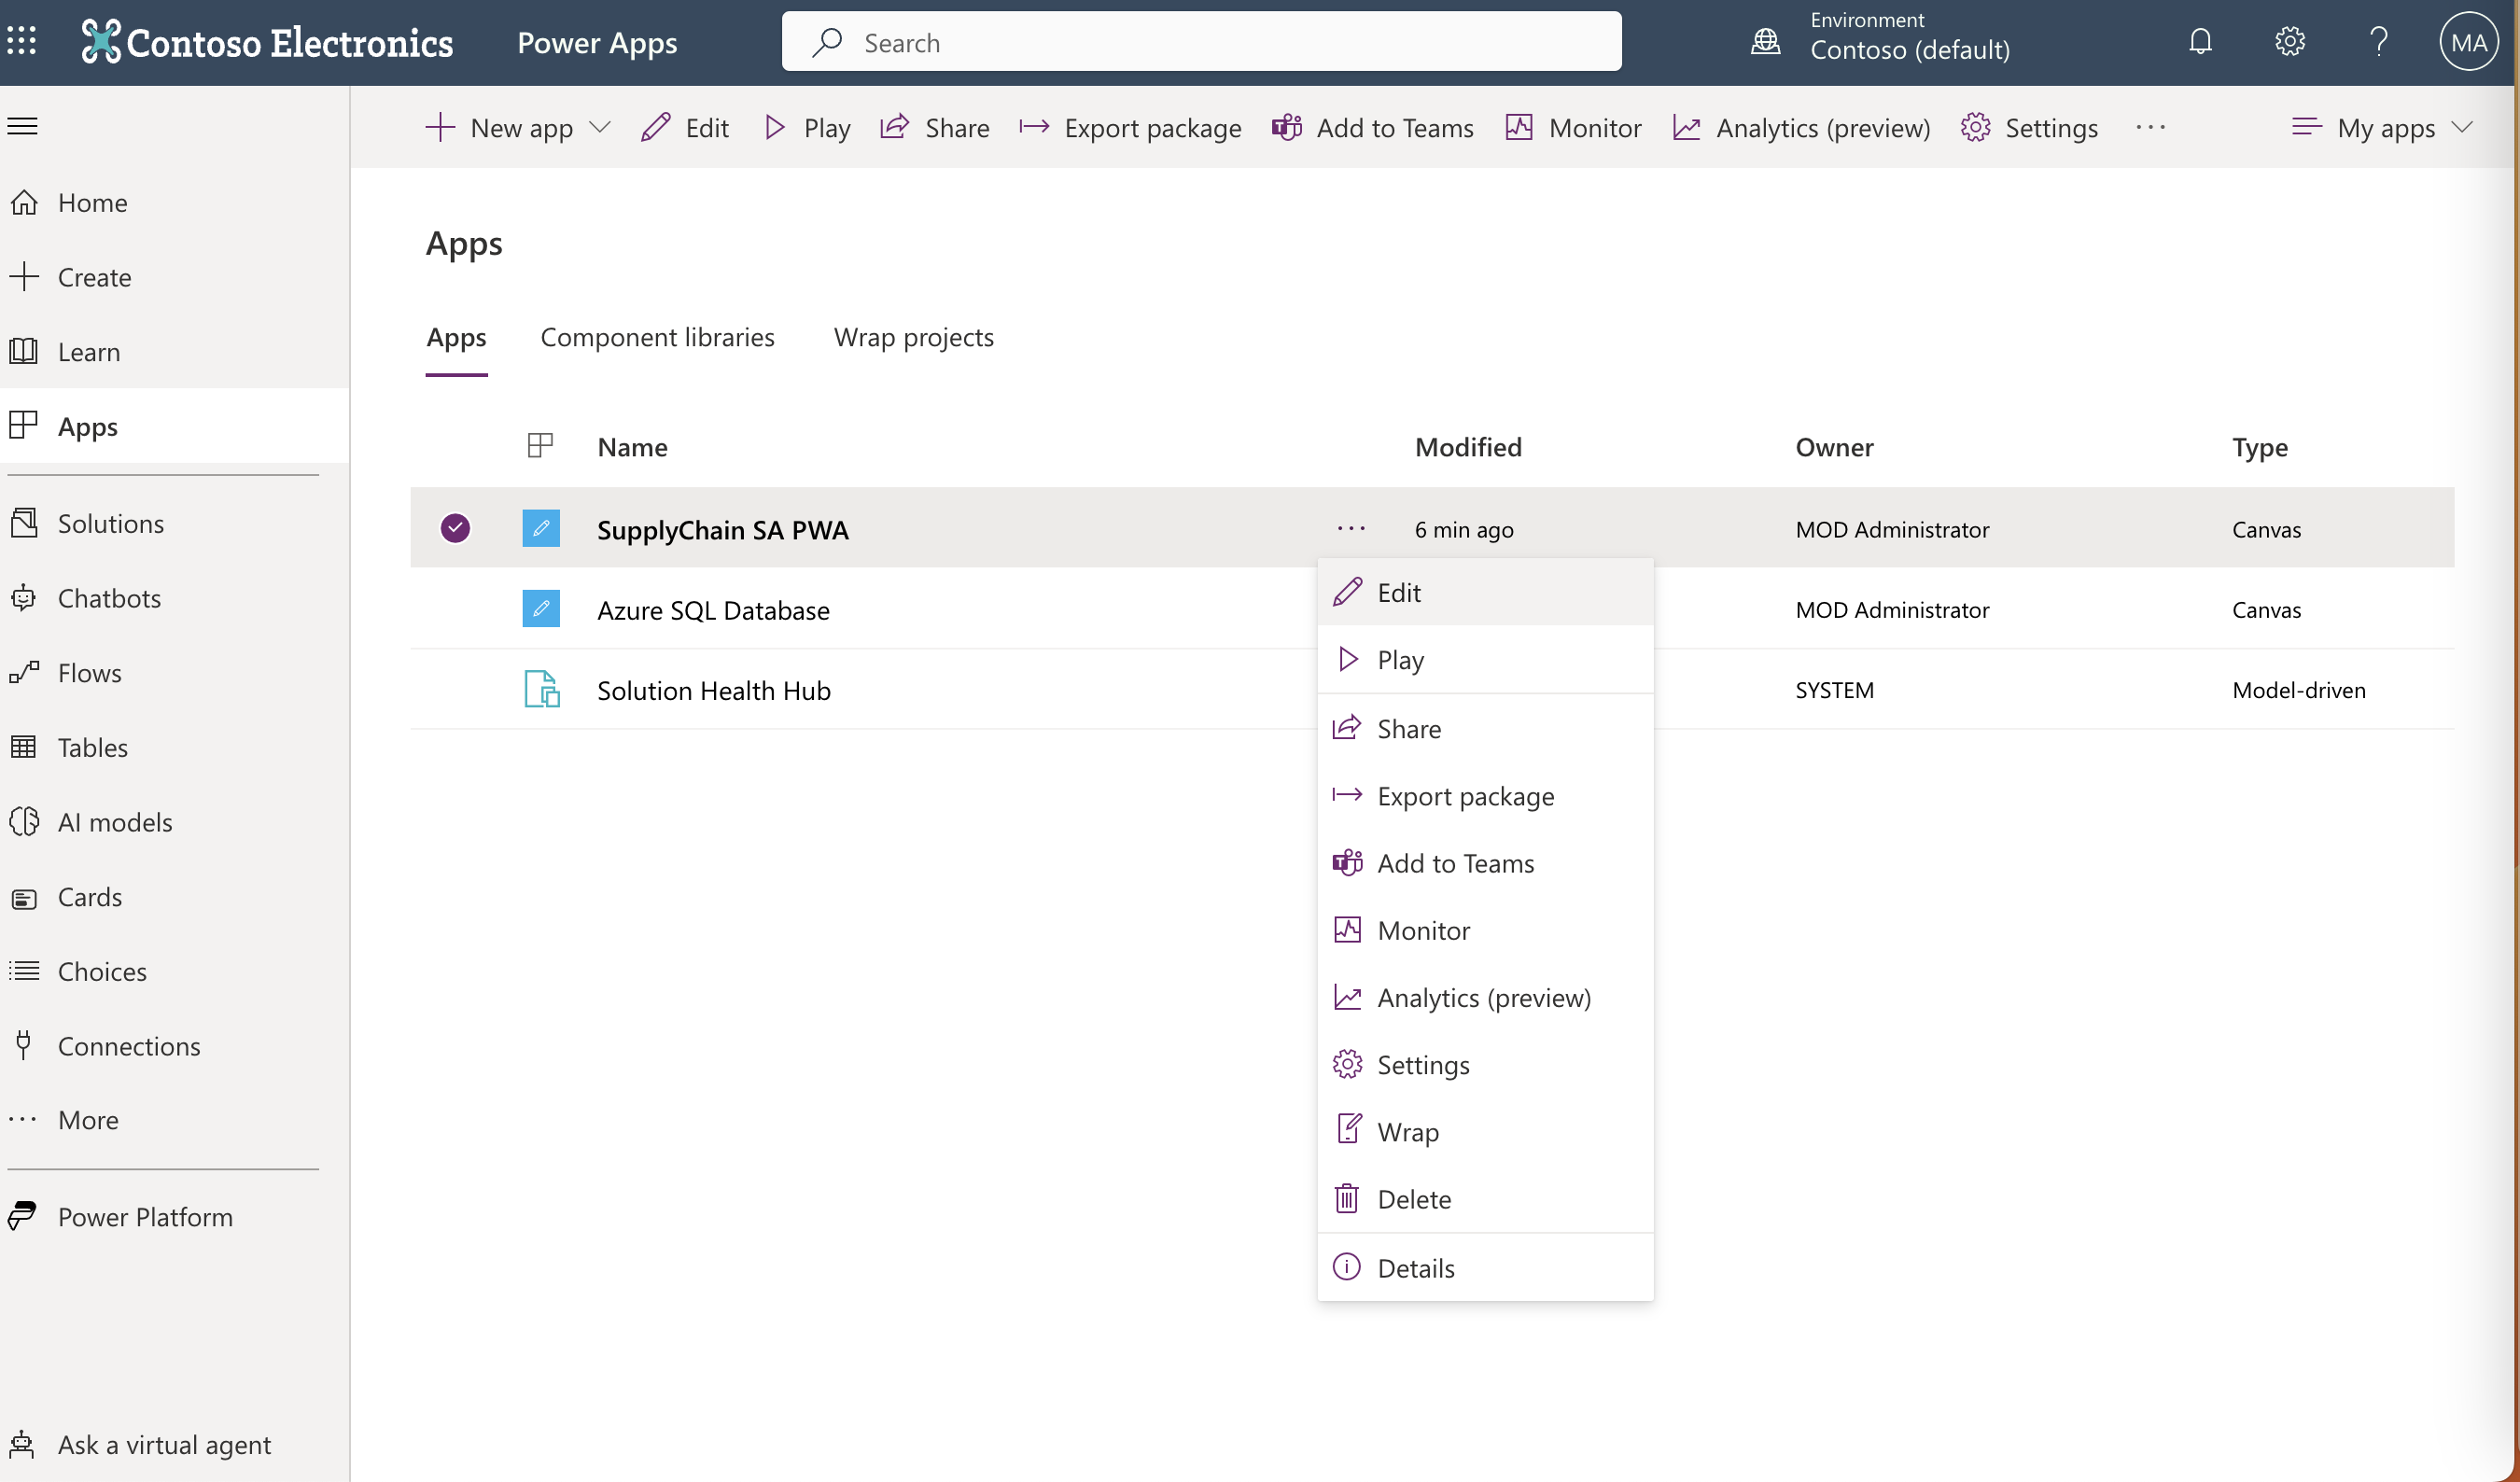 Contoso Electronics
Power Apps
Search
Environment
Contoso (default)
MA
New app
Edit
Play
Share
Export package
Add to Teams
Monitor
Analytics (preview)
Settings
My apps
Home
Create
Learn
Apps
Solutions
Chatbots
Flows
Tables
AI models
Cards
Choices
Connections
More
Power Platform
Ask a virtual agent
Apps
Apps Component libraries Wrap projects
Name Modified Owner Type
SupplyChain SA PWA ··· 6 min ago MOD Administrator Canvas
Azure SQL Database MOD Administrator Canvas
Solution Health Hub SYSTEM Model-driven
Edit
Play
Share
Export package
Add to Teams
Monitor
Analytics (preview)
Settings
Wrap
Delete
Details